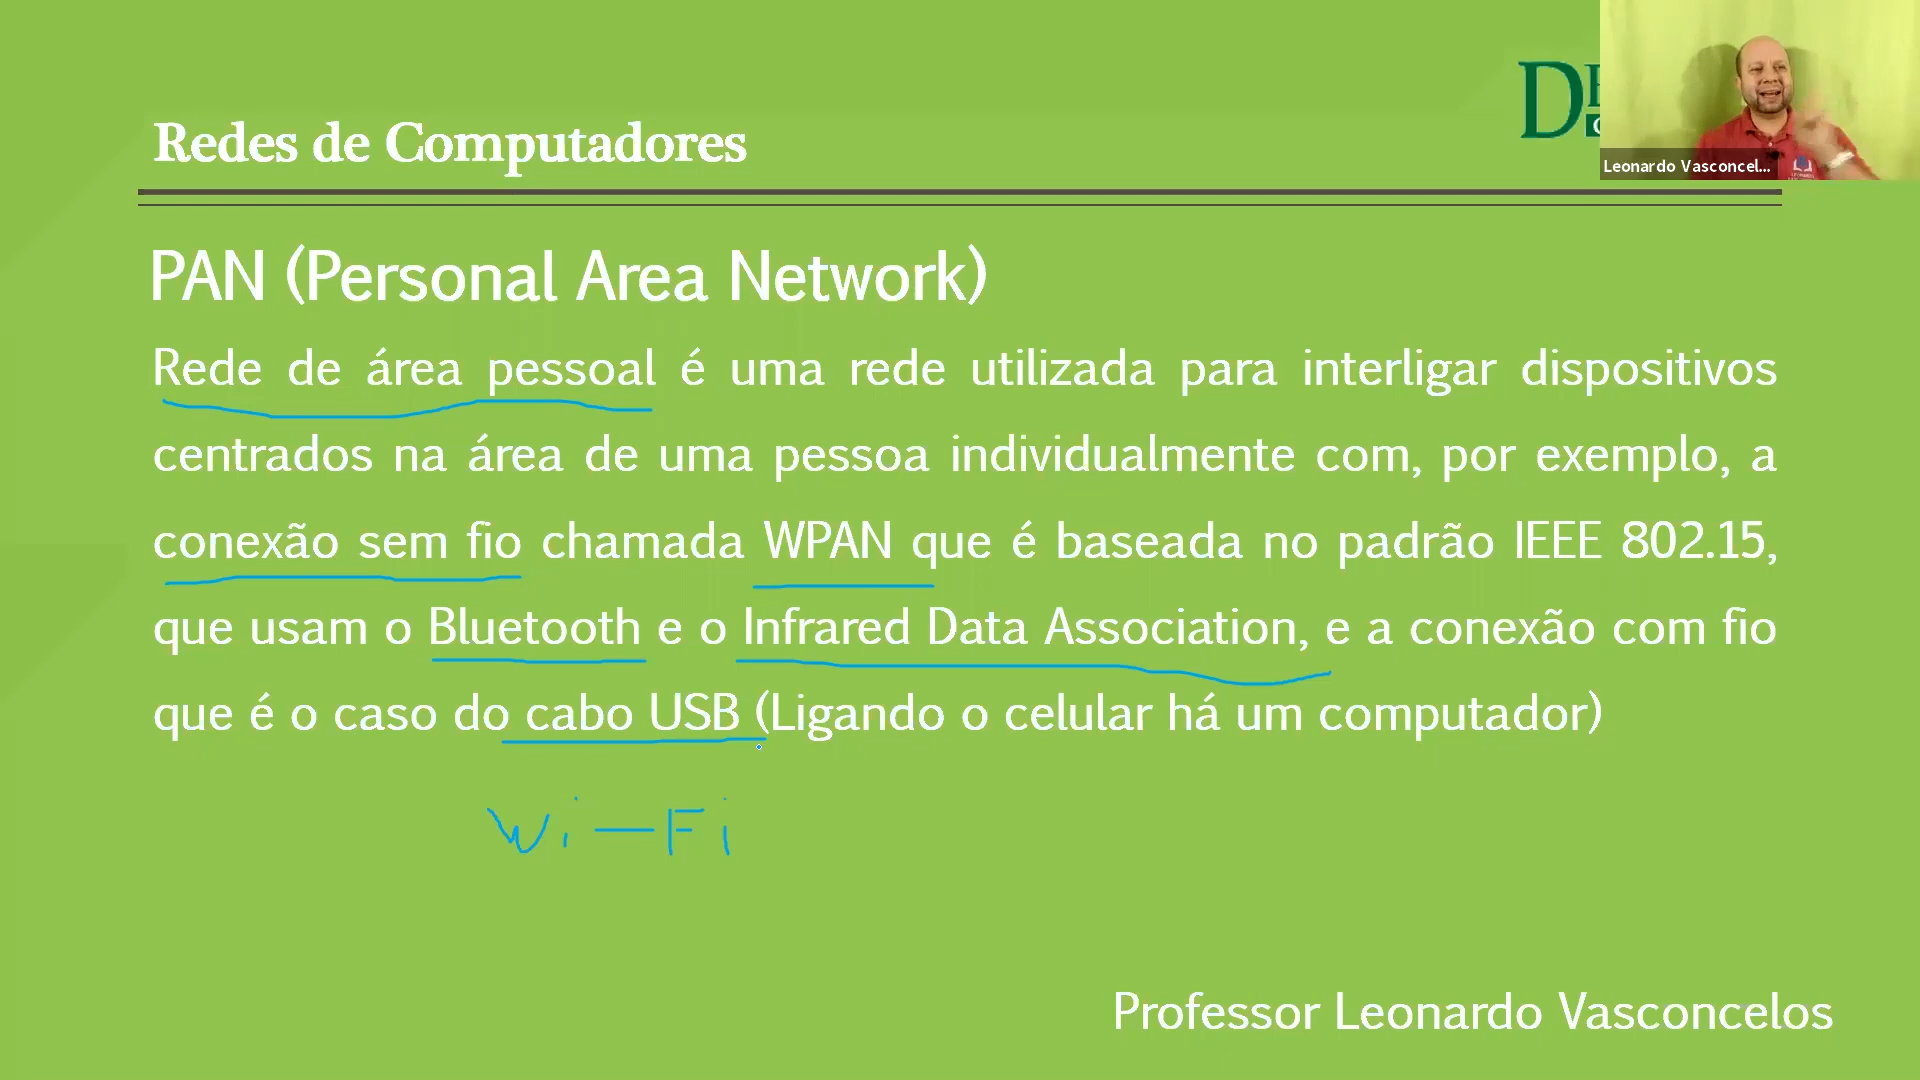 Leonardo Vasconcel...
Redes de Computadores
PAN (Personal Area Network)
Rede de área pessoal é uma rede utilizada para interligar dispositivos
centrados na área de uma pessoa individualmente com, por exemplo, a
conexão sem fio chamada WPAN que é baseada no padrão IEEE 802.15,
que usam o Bluetooth e o Infrared Data Association, e a conexão com fio
que é o caso do cabo USB (Ligando o celular há um computador)
Wi-Fi
Professor Leonardo Vasconcelos